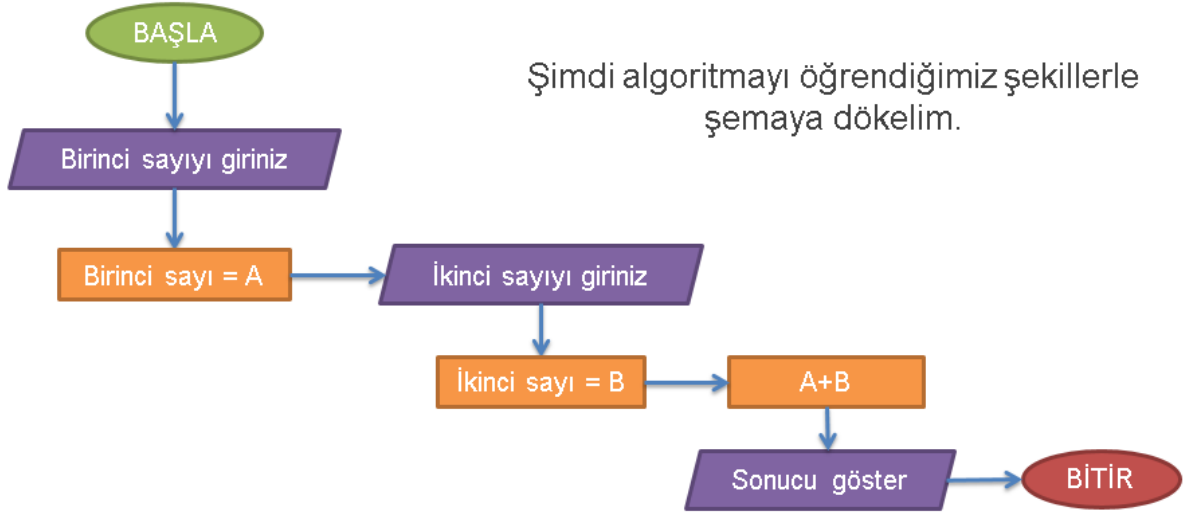 BAŞLA
Şimdi algoritmayı öğrendiğimiz şekillerle
şemaya dökelim.
Birinci sayıyı giriniz
Birinci sayı = A
İkinci sayıyı giriniz
İkinci sayı = B
A+B
Sonucu göster
BİTİR